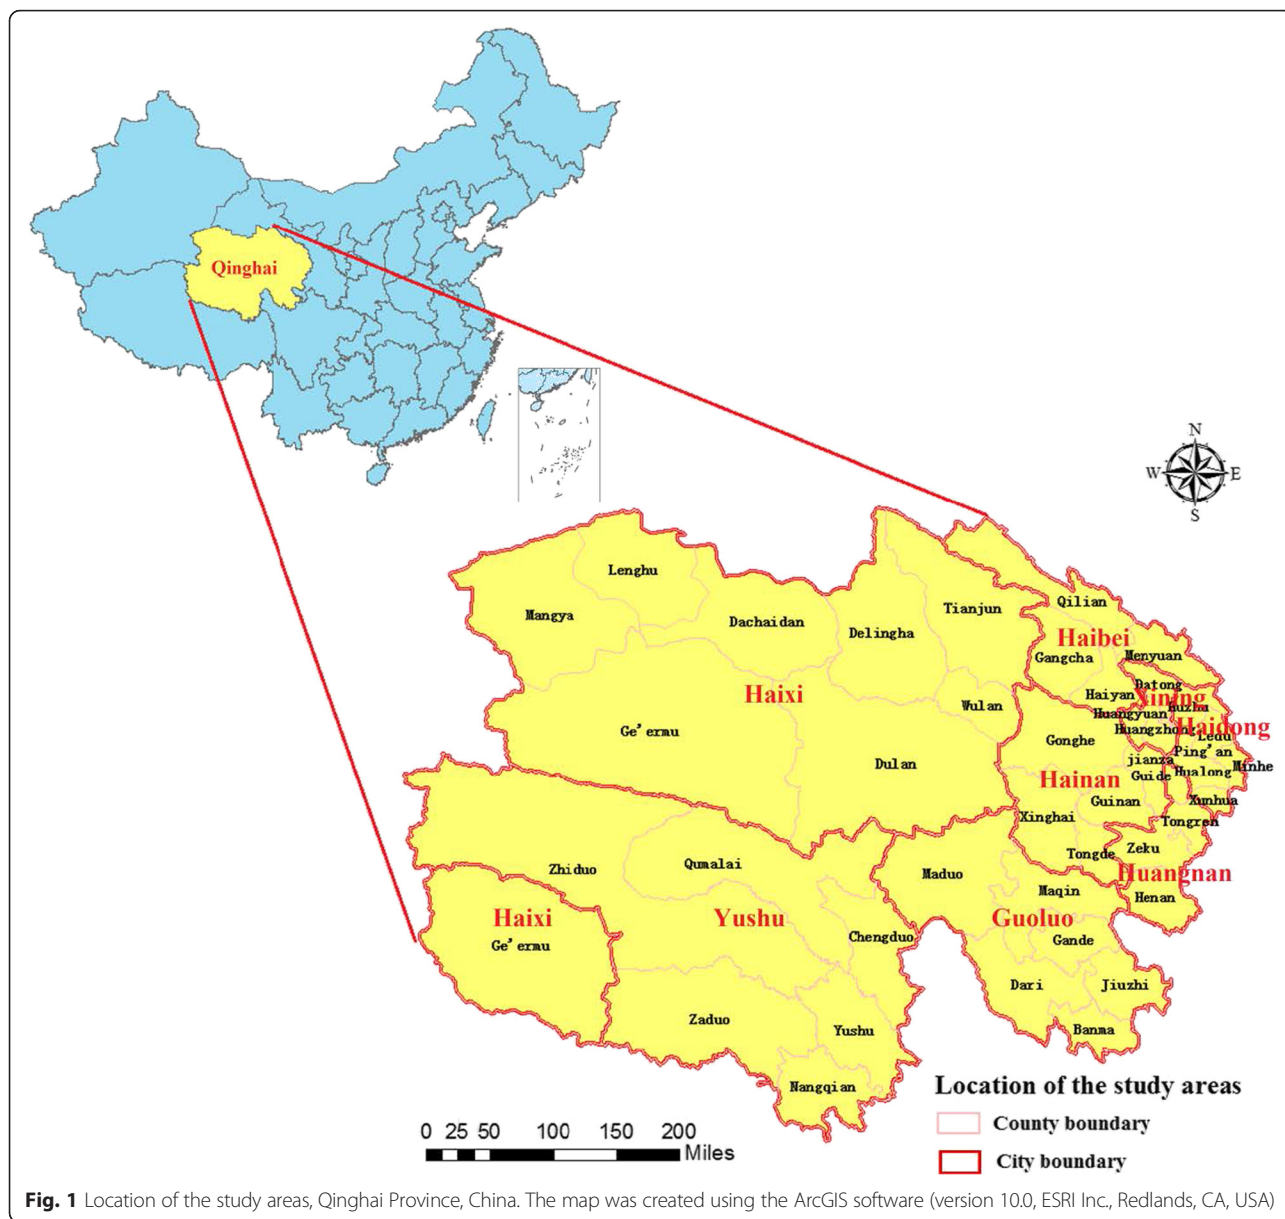 Qinghai
N
W E
S
Lenghu
Mangya
Dachaidan
Delingha
Tianjun
Qilian
Haibei
Gangcha
Menyuan
Haixi
Haiyan
Datong
Xining
Huzhu
Huangyuan
Haidong
Huangzhong
Ledu
Wulan
Ge'ermu
Gonghe
Dulan
Ping'an
Minhe
jianza
Hualong
Guide
Hainan
Guinan
Xunhua
Xinghai
Tongren
Zeku
Tongde
Huangnan
Henan
Zhiduo
Qumalai
Maduo
Maqin
Haixi
Ge'ermu
Yushu
Chengduo
Guoluo
Gande
Dari
Jiuzhi
Zaduo
Yushu
Banma
Nangqian
Location of the study areas
County boundary
City boundary
0 25 50 100 150 200
Miles
Fig. 1 Location of the study areas, Qinghai Province, China. The map was created using the ArcGIS software (version 10.0, ESRI Inc., Redlands, CA, USA)